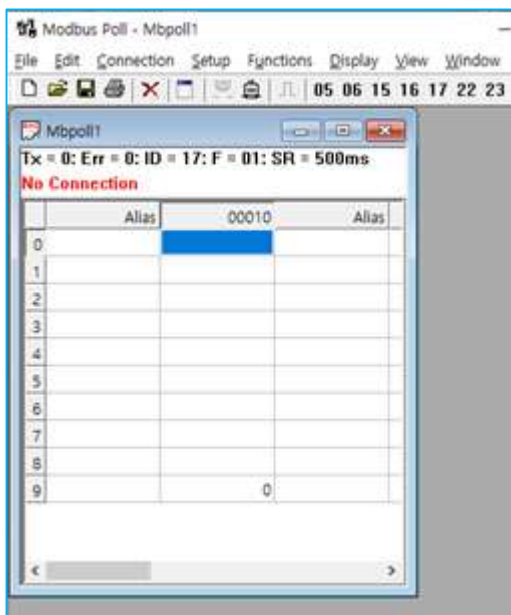 Modbus Poll - Mbpoll1
File Edit Connection Setup Functions Display View Window
05 06 15 16 17 22 23
Mbpoll1
Tx = 0: Err = 0: ID = 17: F = 01: SR = 500ms
No Connection
Alias 00010 Alias
0
1
2
3
4
5
6
7
8
9 0